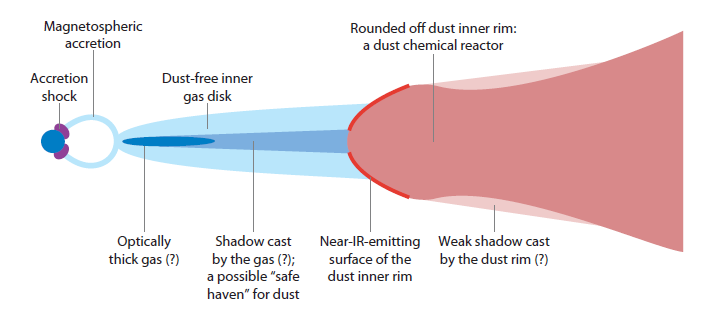 Magnetospheric
accretion
Rounded off dust inner rim:
a dust chemical reactor
Accretion
shock
Dust-free inner
gas disk
Optically
thick gas (?)
Shadow cast
by the gas (?);
a possible “safe
haven” for dust
Near-IR-emitting
surface of the
dust inner rim
Weak shadow cast
by the dust rim (?)